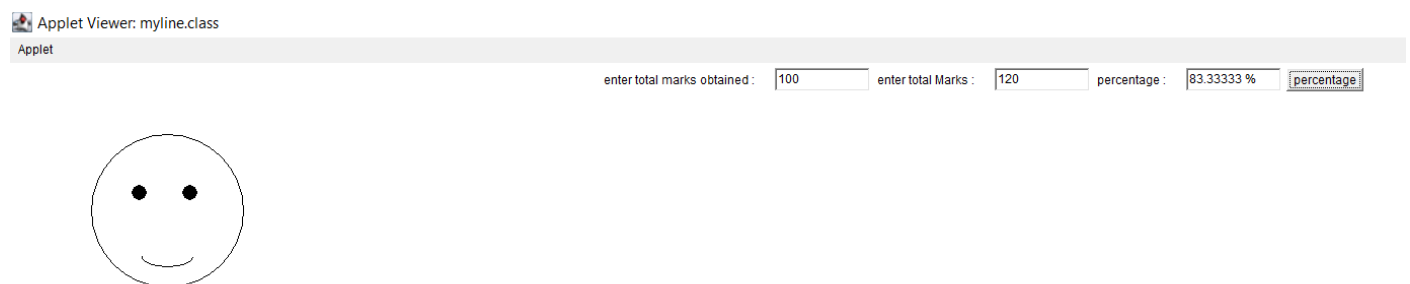 Applet Viewer: myline.class
Applet
enter total marks obtained : 100 enter total Marks : 120 percentage : 83.33333 % percentage